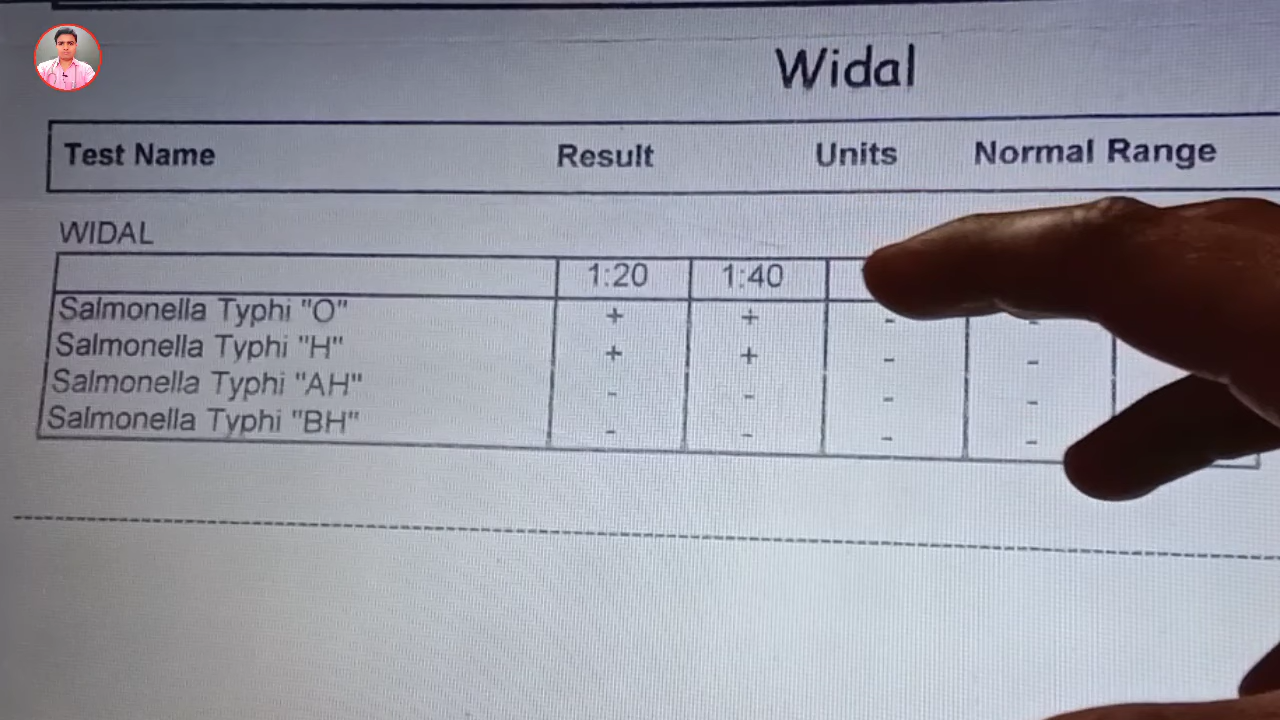 Widal
Test Name Result Units Normal Range
WIDAL
1:20 1:40
Salmonella Typhi "O" + + - -
Salmonella Typhi "H" + + - -
Salmonella Typhi "AH" - - - -
Salmonella Typhi "BH" - - - -